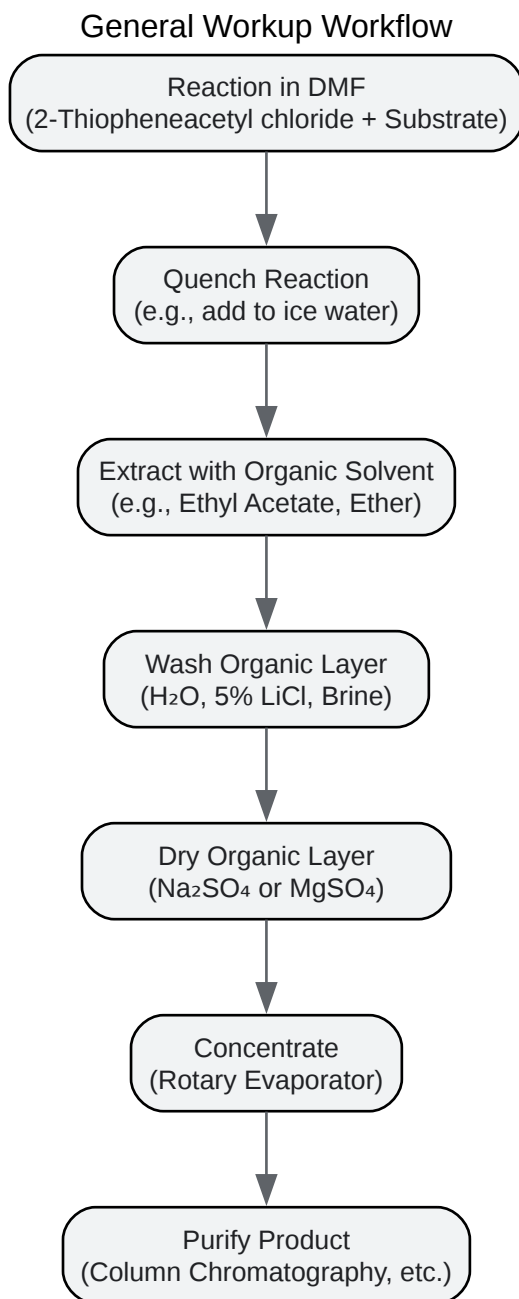 General Workup Workflow
Reaction in DMF
(2-Thiopheneacetyl chloride + Substrate)
Quench Reaction
(e.g., add to ice water)
Extract with Organic Solvent
(e.g., Ethyl Acetate, Ether)
Wash Organic Layer
(H₂O, 5% LiCl, Brine)
Dry Organic Layer
(Na₂SO₄ or MgSO₄)
Concentrate
(Rotary Evaporator)
Purify Product
(Column Chromatography, etc.)